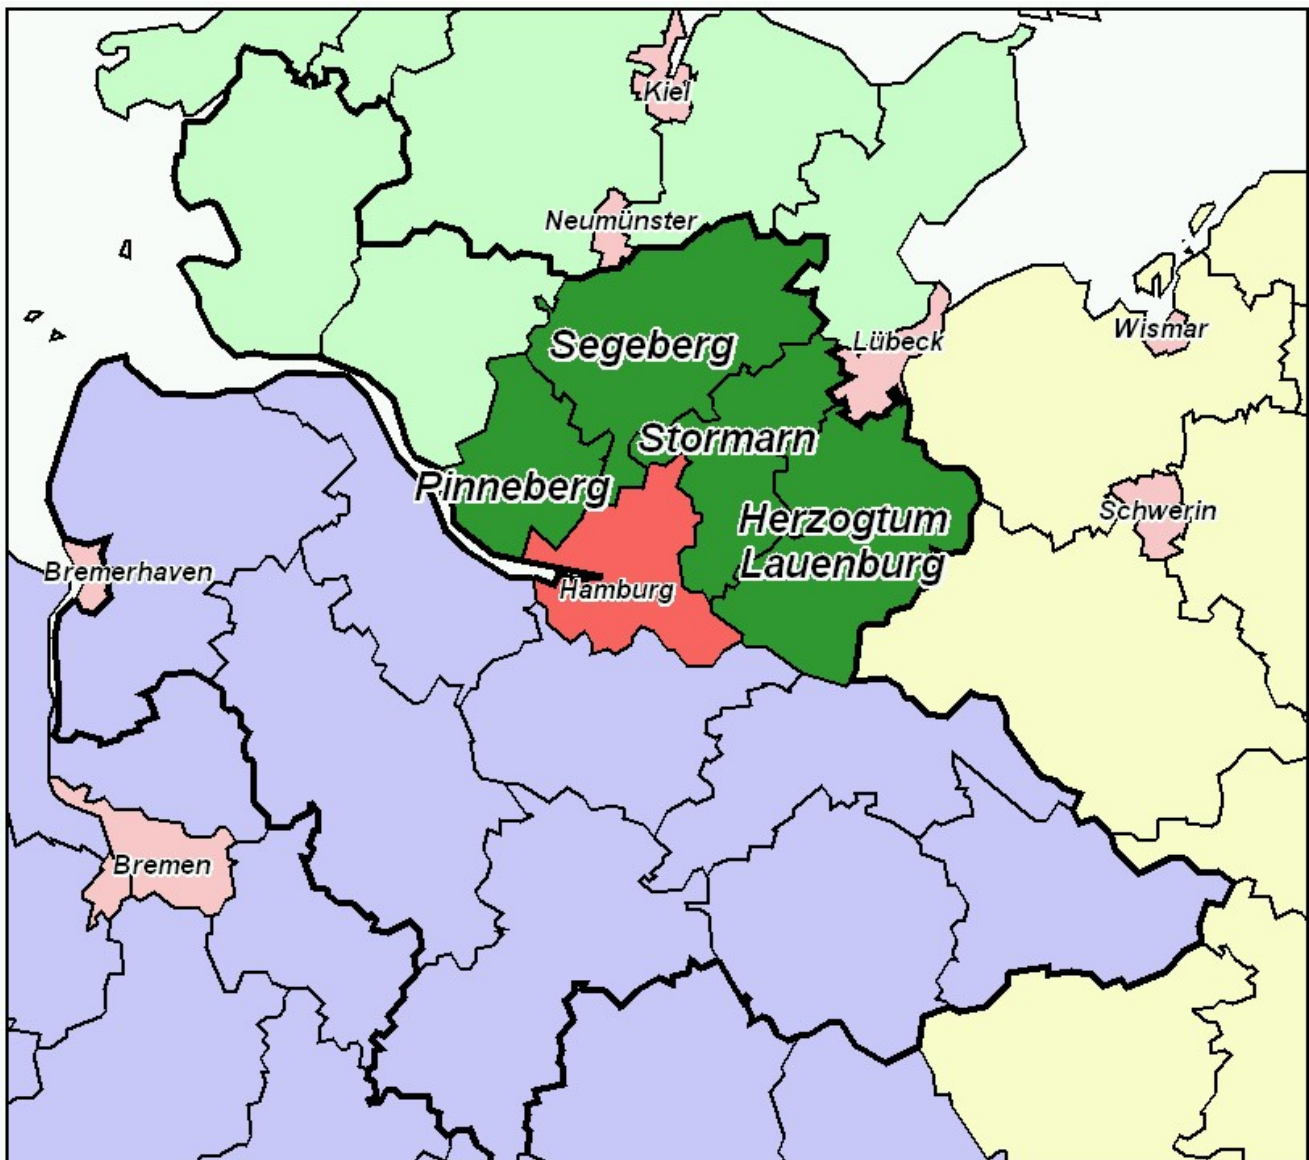 Kiel
Neumünster
Segeberg
Lübeck
Wismar
Stormarn
Pinneberg
Herzogtum
Lauenburg
Schwerin
Bremerhaven
Hamburg
Bremen